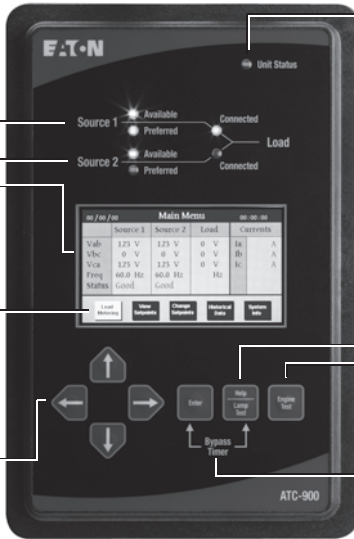 EATON
Unit Status
Available
Source 1
Preferred
Connected
Load
Available
Source 2
Preferred
Connected
00/00/00 Main Menu 00:00:00
Source 1 Source 2 Load Currents
Vab 125 V 125 V 0 V Ia A
Vbc 0 V 0 V 0 V Ib A
Vca 125 V 125 V 0 V Ic A
Freq 60.0 Hz 60.0 Hz Hz
Status Good Good
Load Metering
View Setpoints
Change Setpoints
Historical Data
System Info
Enter
Help
Lamp Test
Engine Test
Bypass Timer
ATC-900